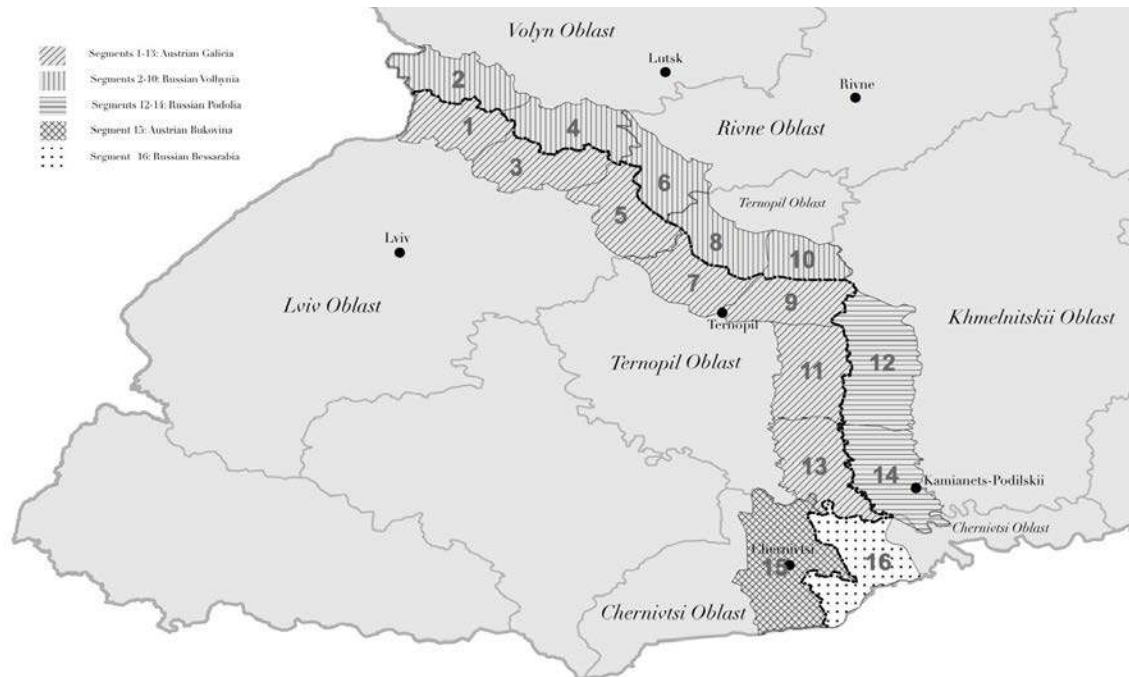 Volyn Oblast
Lutsk
Rivne
Rivne Oblast
Segments 1-13: Austrian Galicia
Segments 2-10: Russian Volhynia
Segments 12-14: Russian Podolia
Segment 15: Austrian Bukovina
Segment 16: Russian Bessarabia
2
1
4
3
6
5
Ternopil Oblast
8
10
Lviv
7
9
Lviv Oblast
Ternopil
Khmelnitskii Oblast
Ternopil Oblast
11
12
13
14
Kamianets-Podilskii
Chernivtsi Oblast
Chernivtsi
15
16
Chernivtsi Oblast